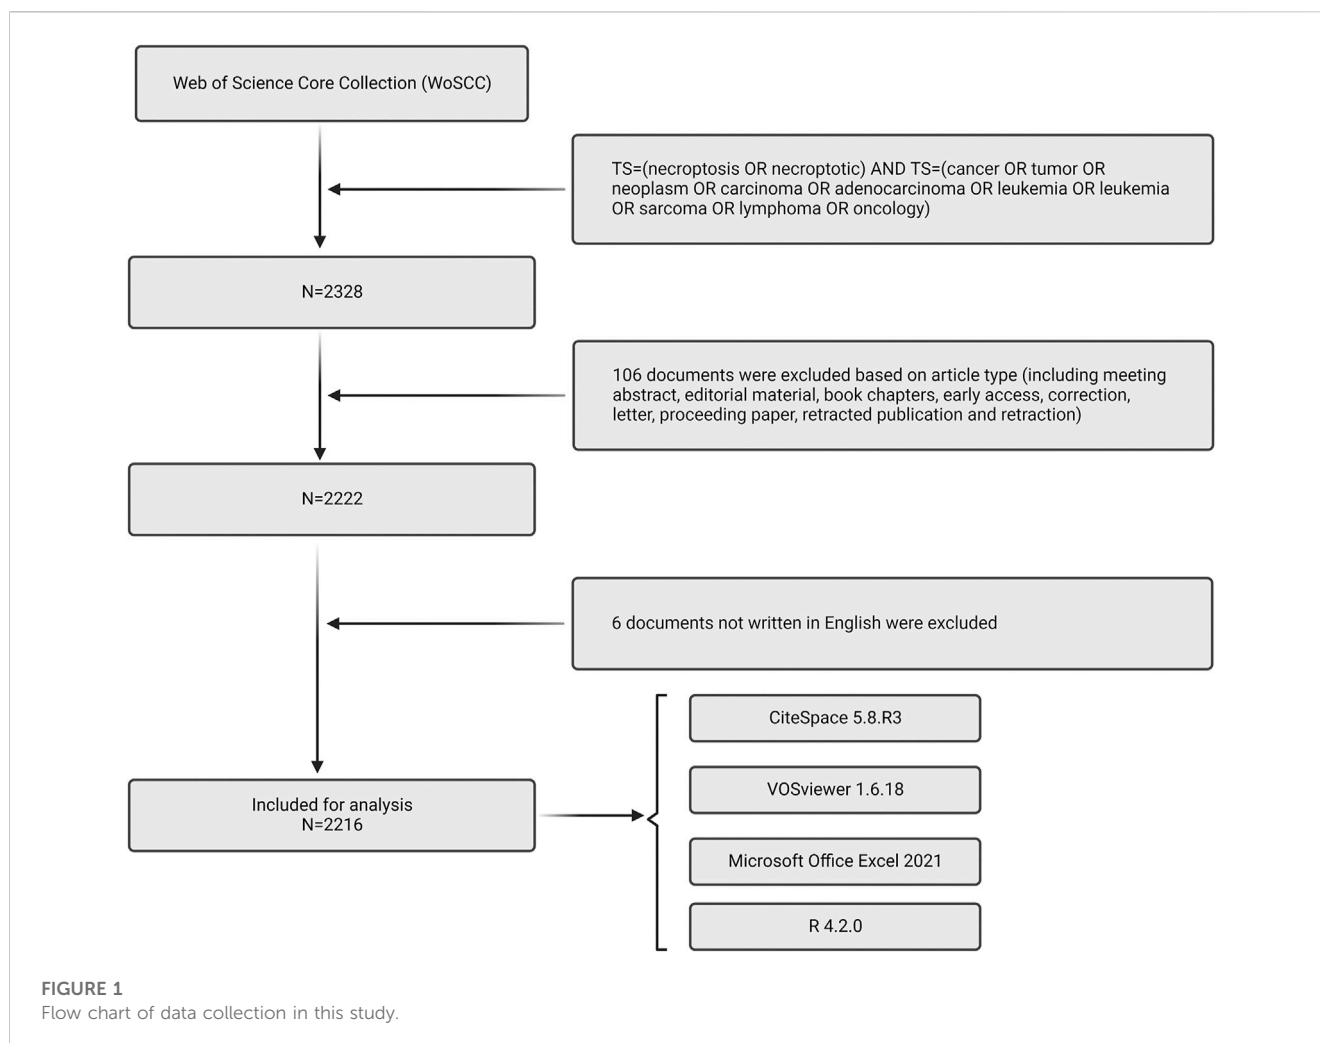 Web of Science Core Collection (WoSCC)
TS=(necroptosis OR necroptotic) AND TS=(cancer OR tumor OR
neoplasm OR carcinoma OR adenocarcinoma OR leukemia OR leukemia
OR sarcoma OR lymphoma OR oncology)
N=2328
106 documents were excluded based on article type (including meeting
abstract, editorial material, book chapters, early access, correction,
letter, proceeding paper, retracted publication and retraction)
N=2222
6 documents not written in English were excluded
Included for analysis
N=2216
CiteSpace 5.8.R3
VOSviewer 1.6.18
Microsoft Office Excel 2021
R 4.2.0
FIGURE 1
Flow chart of data collection in this study.